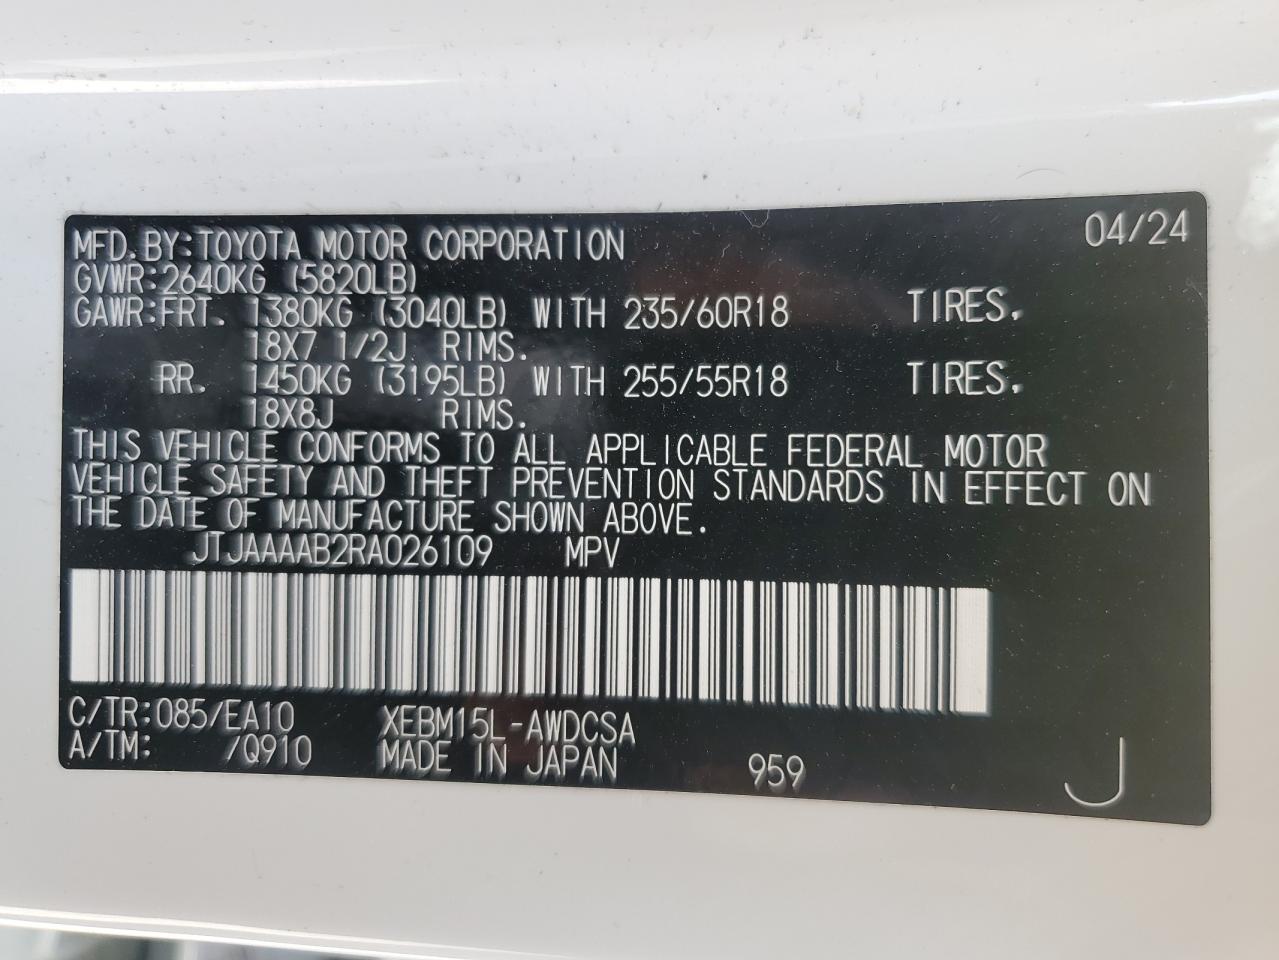 04/24
MFD.BY:TOYOTA MOTOR CORPORATION
GVWR:2640KG (5820LB)
GAWR:FRT. 1380KG (3040LB) WITH 235/60R18 TIRES,
18X7 1/2J RIMS.
RR. 1450KG (3195LB) WITH 255/55R18 TIRES,
18X8J RIMS.
THIS VEHICLE CONFORMS TO ALL APPLICABLE FEDERAL MOTOR
VEHICLE SAFETY AND THEFT PREVENTION STANDARDS IN EFFECT ON
THE DATE OF MANUFACTURE SHOWN ABOVE.
JTJAAAAB2RA026109 MPV
C/TR:085/EA10 XEBM15L-AWDCSA
A/TM: /Q910 MADE IN JAPAN 959 J